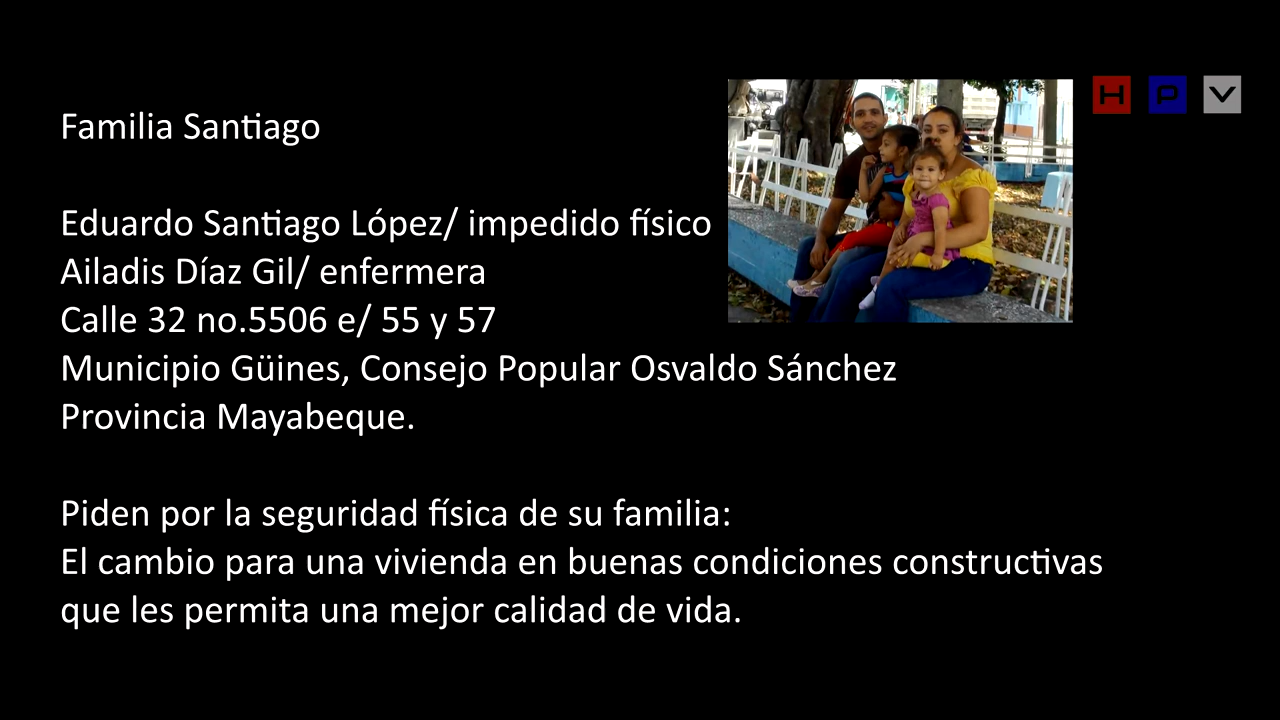 Familia Santiago
H P V
Eduardo Santiago López/ impedido físico
Ailadis Díaz Gil/ enfermera
Calle 32 no.5506 e/ 55 y 57
Municipio Güines, Consejo Popular Osvaldo Sánchez
Provincia Mayabeque.
Piden por la seguridad física de su familia:
El cambio para una vivienda en buenas condiciones constructivas
que les permita una mejor calidad de vida.